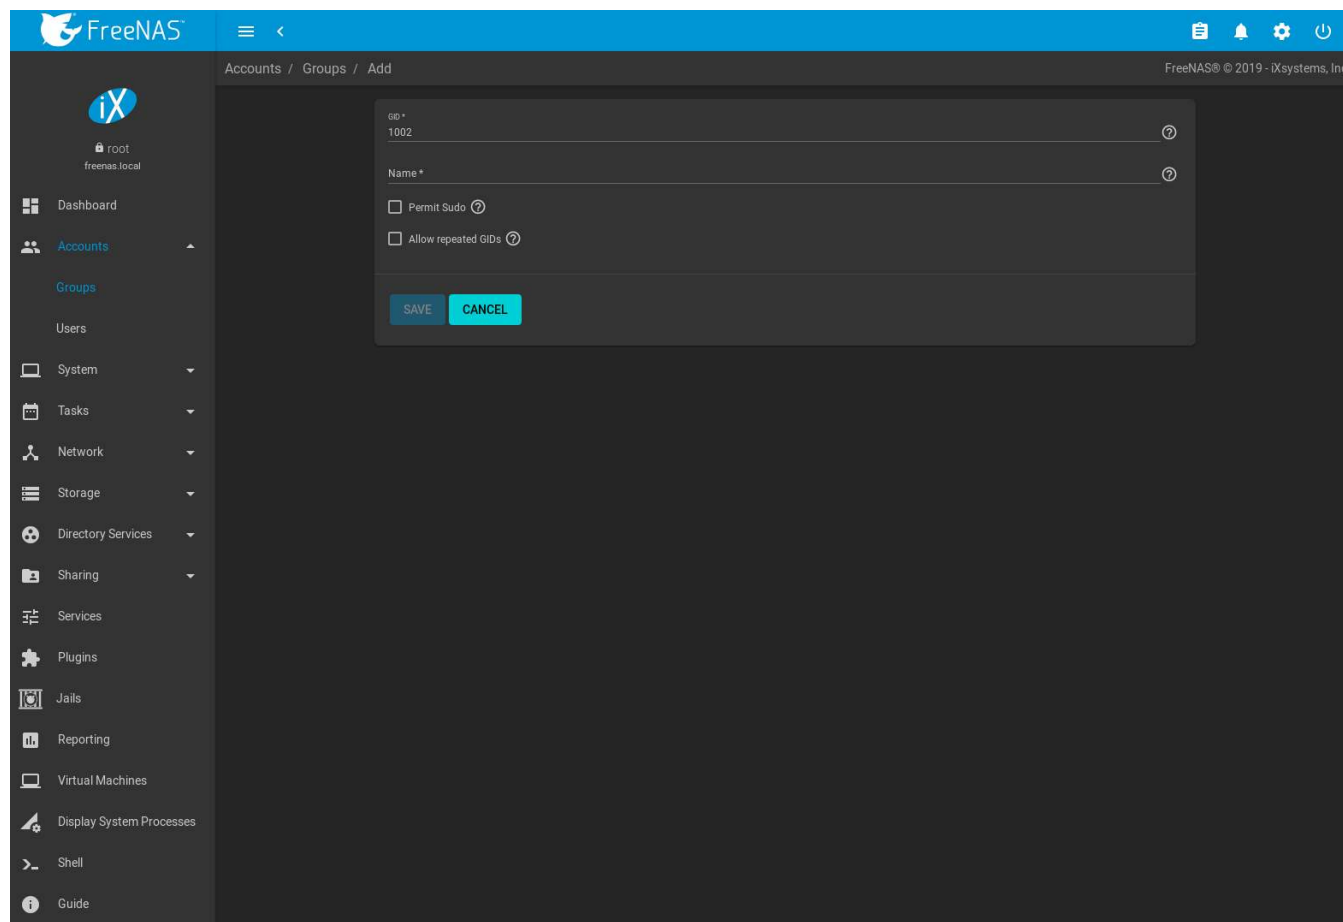 FreeNAS™
Accounts / Groups / Add
FreeNAS® © 2019 - iXsystems, Inc
iX
root
freenas.local
Dashboard
Accounts
Groups
Users
System
Tasks
Network
Storage
Directory Services
Sharing
Services
Plugins
Jails
Reporting
Virtual Machines
Display System Processes
Shell
Guide
GID *
1002
Name *
Permit Sudo
Allow repeated GIDs
SAVE CANCEL